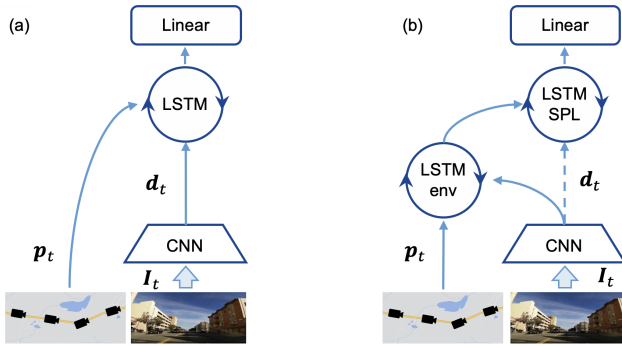 (a)
Linear
LSTM
d_t
p_t
CNN
I_t
(b)
Linear
LSTM
SPL
LSTM
env
d_t
p_t
CNN
I_t